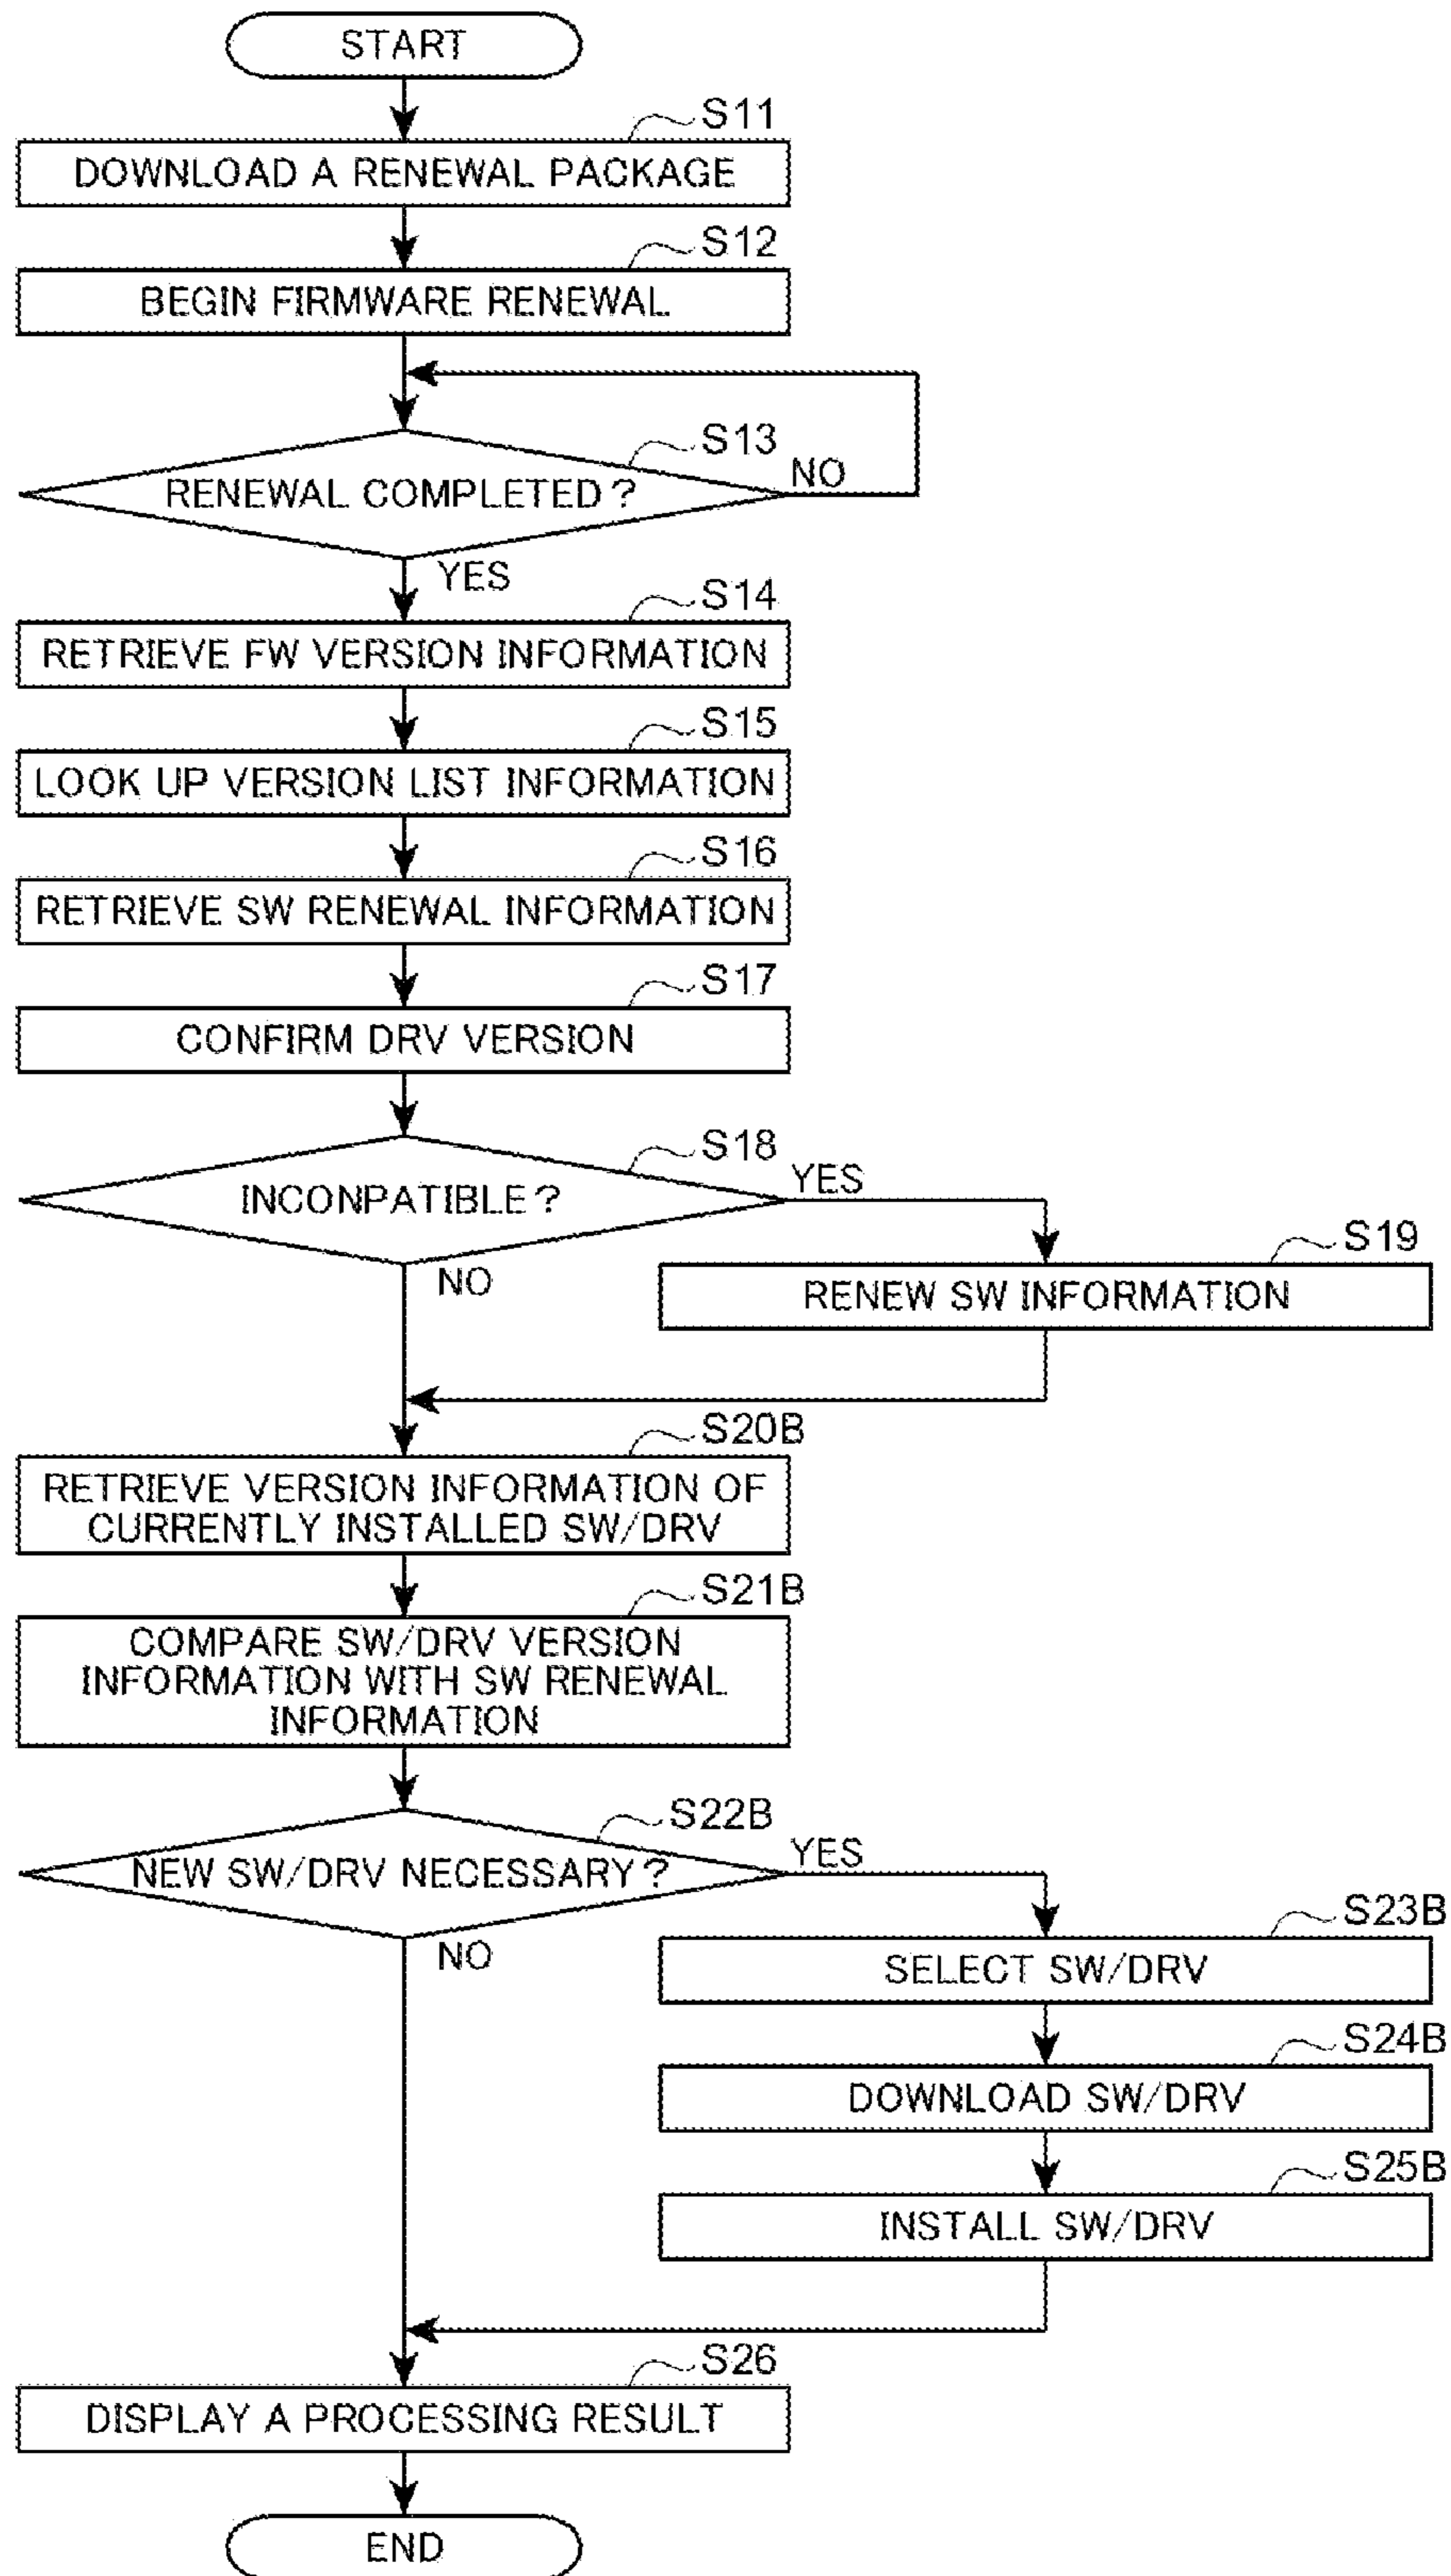 START
S11
DOWNLOAD A RENEWAL PACKAGE
S12
BEGIN FIRMWARE RENEWAL
S13
RENEWAL COMPLETED?
NO
YES
S14
RETRIEVE FW VERSION INFORMATION
S15
LOOK UP VERSION LIST INFORMATION
S16
RETRIEVE SW RENEWAL INFORMATION
S17
CONFIRM DRV VERSION
S18
INCONPATIBLE?
YES
NO
S19
RENEW SW INFORMATION
S20B
RETRIEVE VERSION INFORMATION OF
CURRENTLY INSTALLED SW/DRV
S21B
COMPARE SW/DRV VERSION
INFORMATION WITH SW RENEWAL
INFORMATION
S22B
NEW SW/DRV NECESSARY?
YES
NO
S23B
SELECT SW/DRV
S24B
DOWNLOAD SW/DRV
S25B
INSTALL SW/DRV
S26
DISPLAY A PROCESSING RESULT
END